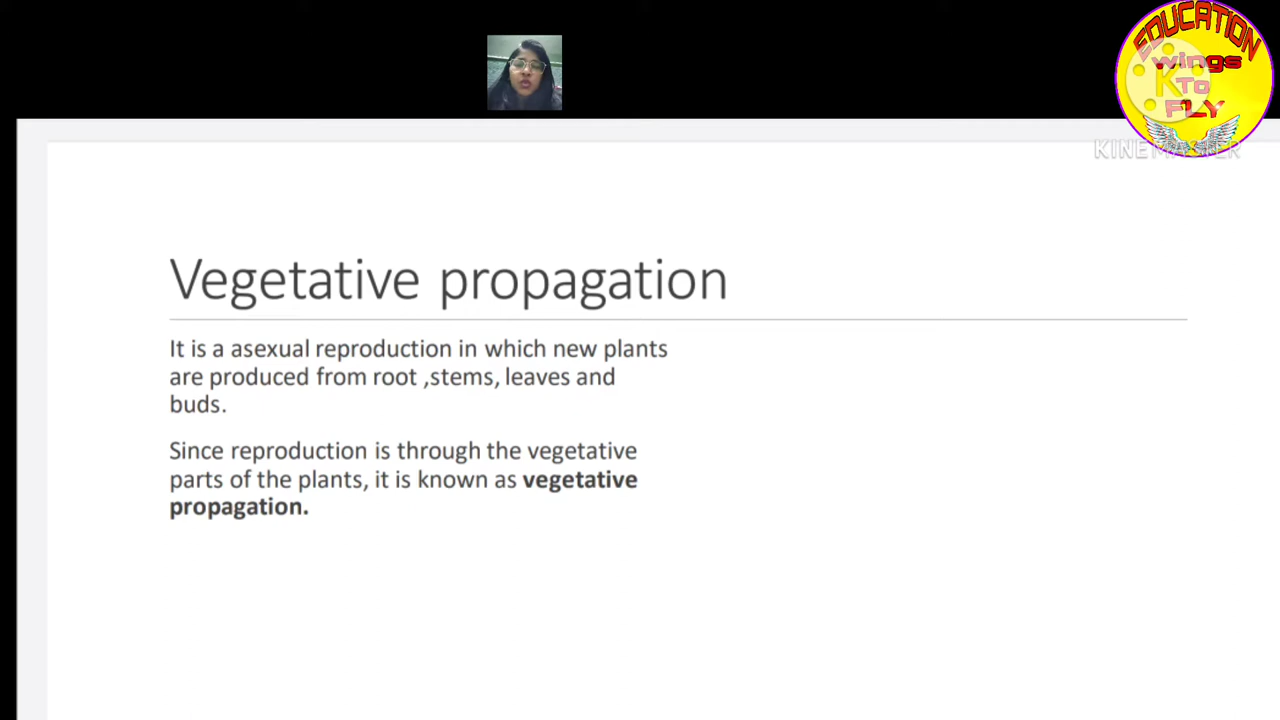 EDUCATION
wings
To
FLY
KINEMASTER
Vegetative propagation
It is a asexual reproduction in which new plants
are produced from root ,stems, leaves and
buds.
Since reproduction is through the vegetative
parts of the plants, it is known as vegetative
propagation.